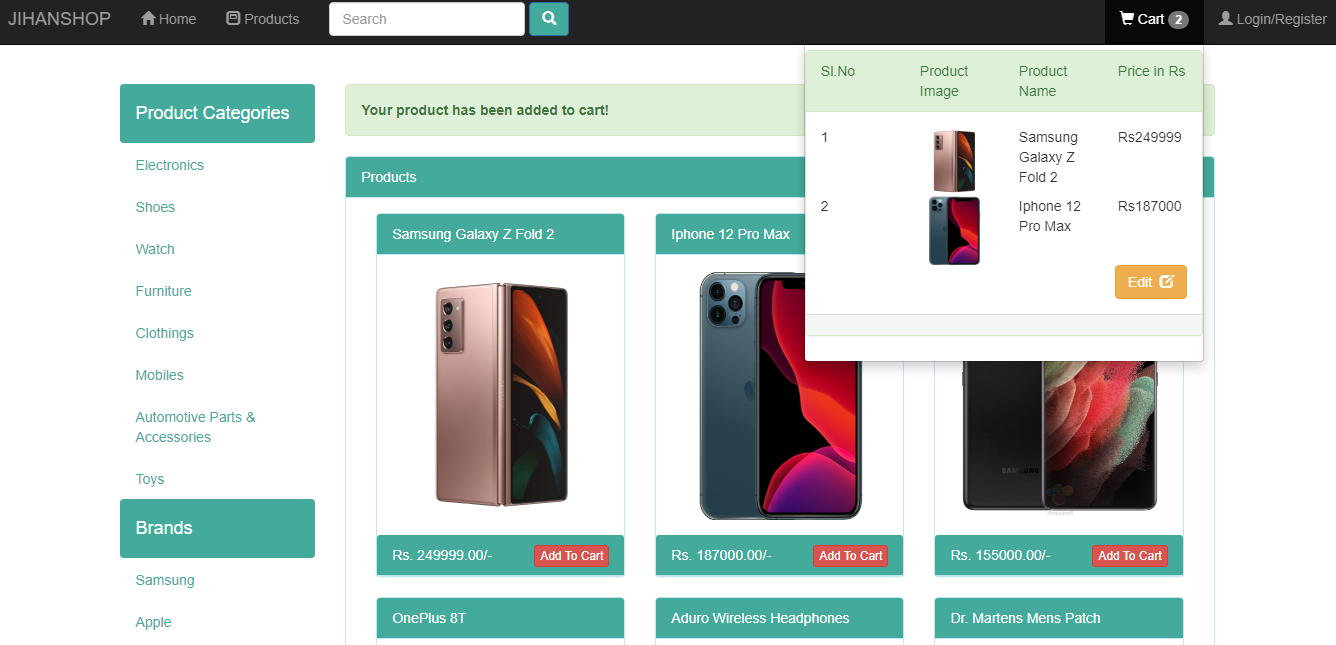 JIHANSHOP Home Products Search Cart 2 Login/Register
Sl.No Product Image Product Name Price in Rs
1 Samsung Galaxy Z Fold 2 Rs249999
2 Iphone 12 Pro Max Rs187000
Edit
Product Categories
Electronics
Shoes
Watch
Furniture
Clothings
Mobiles
Automotive Parts &
Accessories
Toys
Brands
Samsung
Apple
Your product has been added to cart!
Products
Samsung Galaxy Z Fold 2
Iphone 12 Pro Max
SAMSUNG
Rs. 249999.00/- Add To Cart
Rs. 187000.00/- Add To Cart
Rs. 155000.00/- Add To Cart
OnePlus 8T
Aduro Wireless Headphones
Dr. Martens Mens Patch